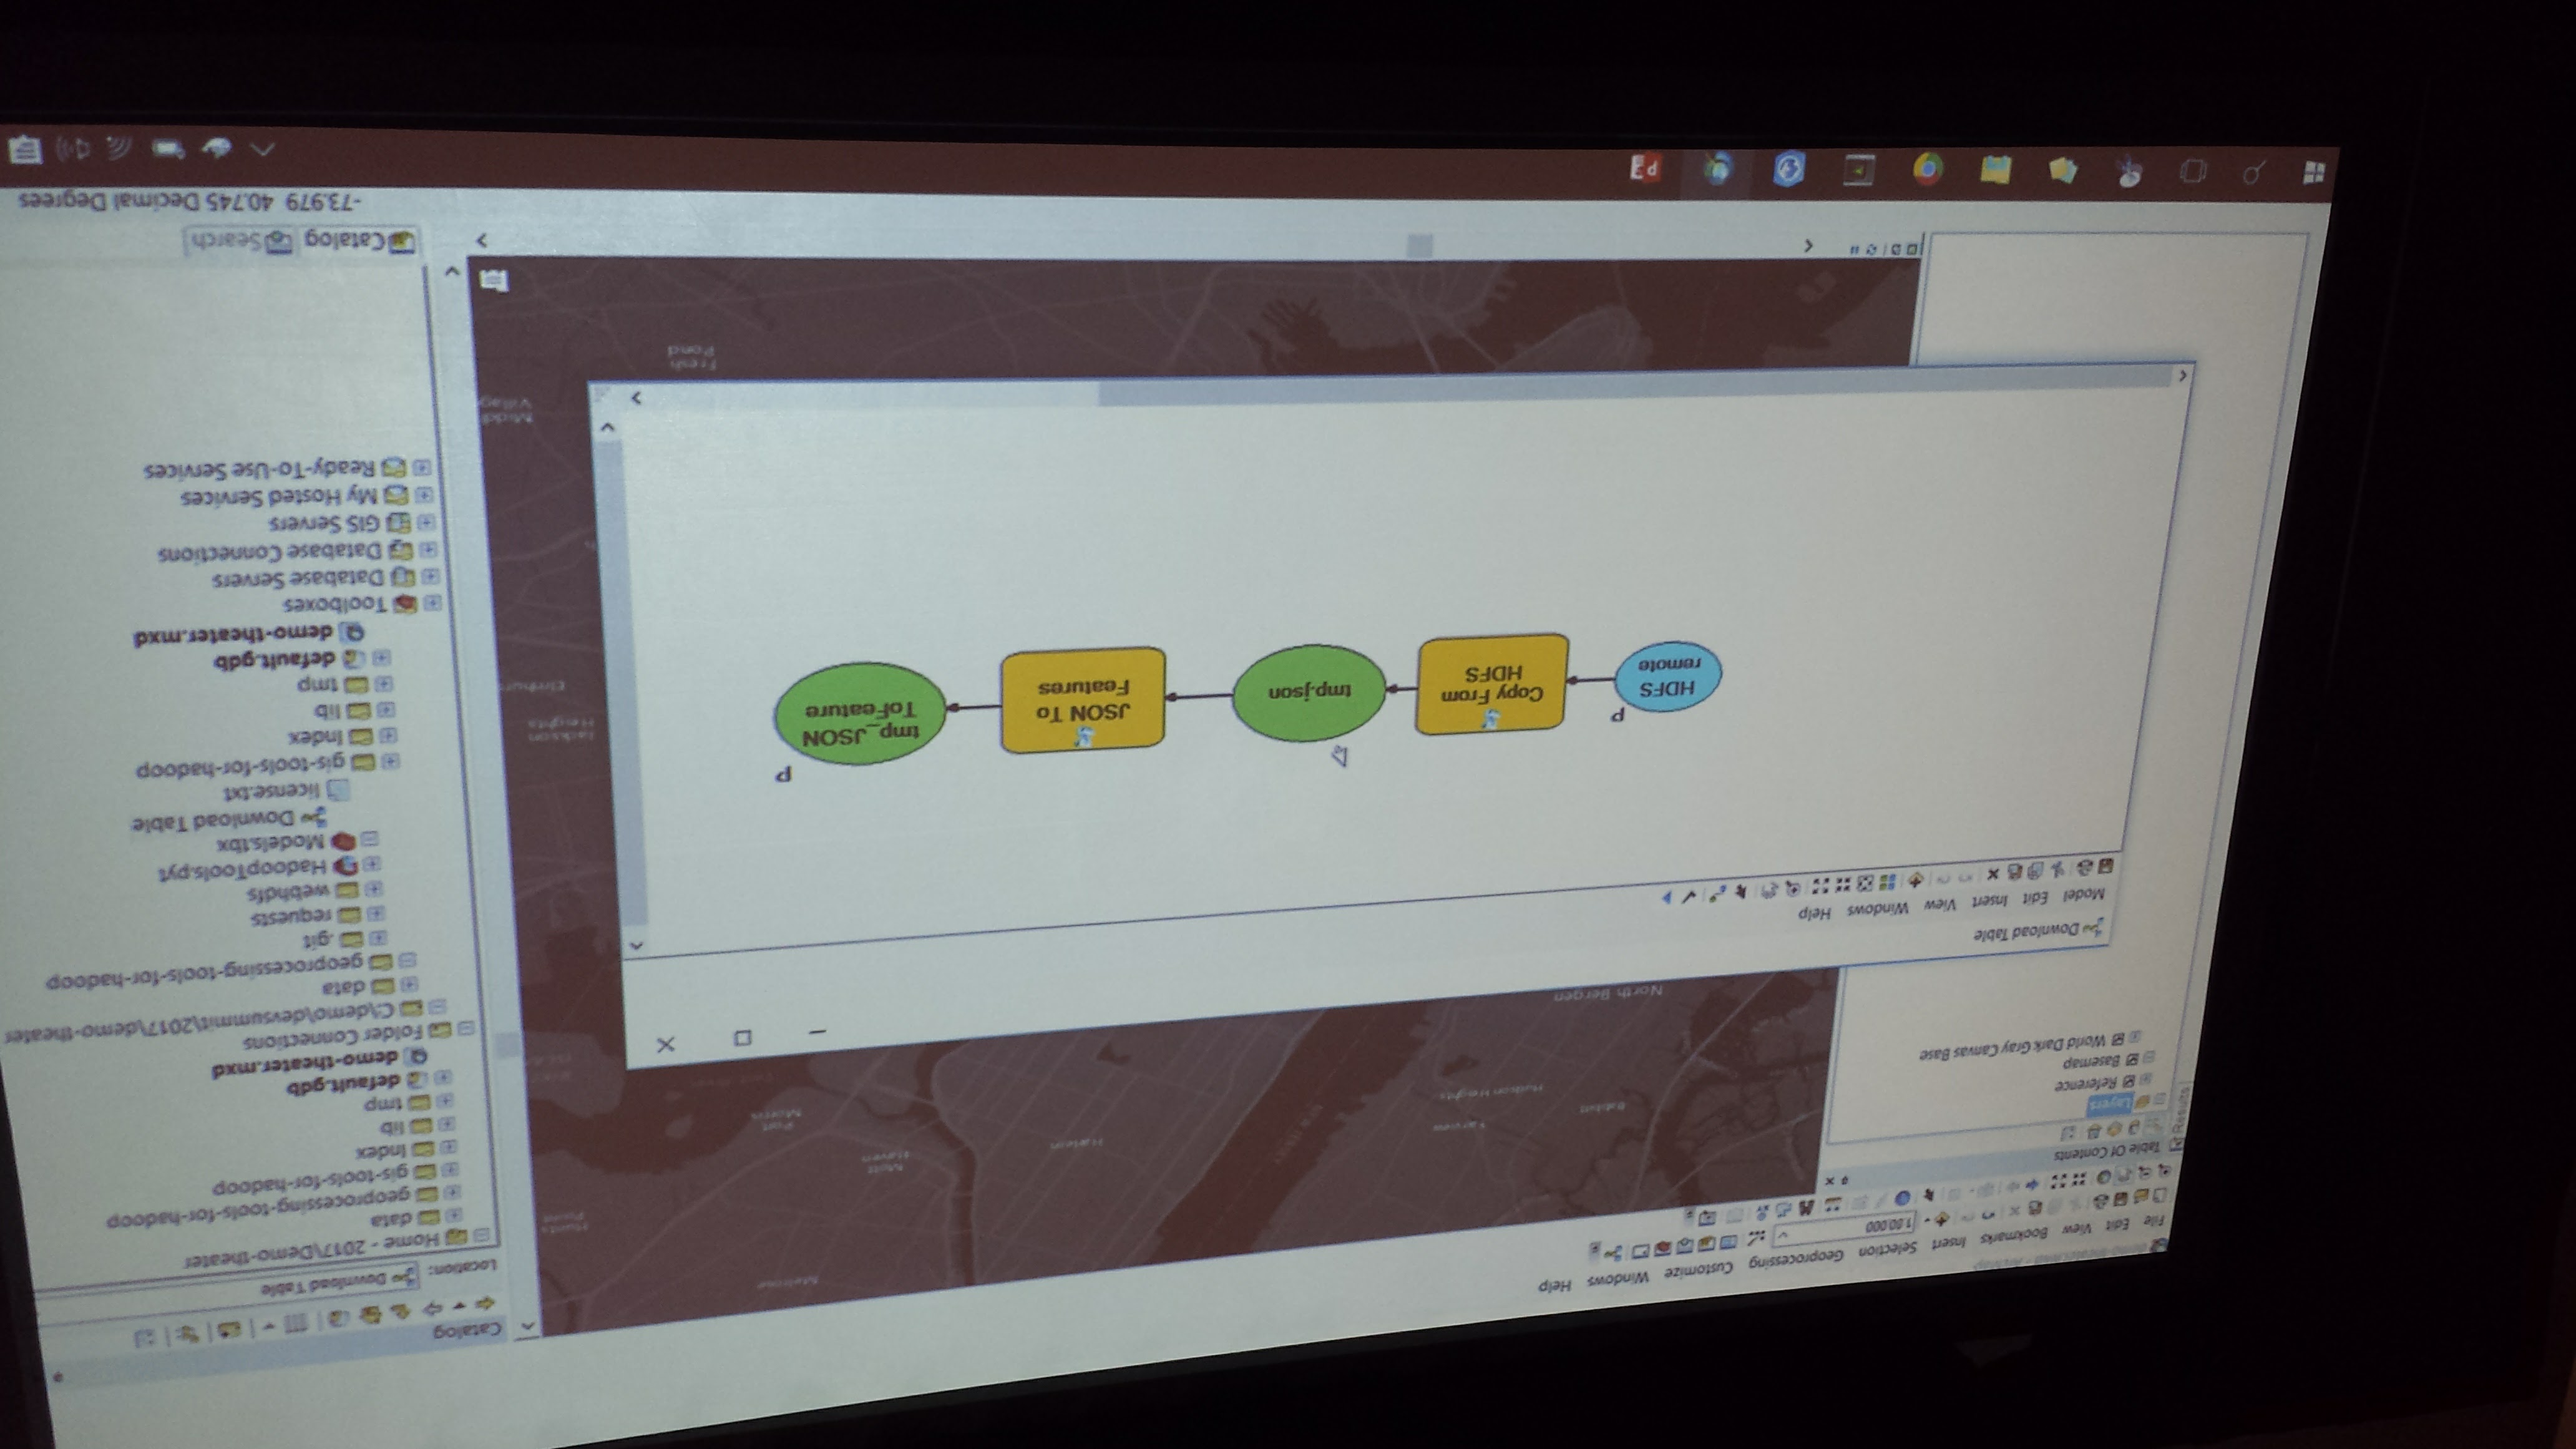 File Edit View Bookmarks Insert Selection Geoprocessing Customize Windows Help
1:80,000
Table Of Contents
Results
Layers
Reference
Basemap
World Dark Gray Canvas Base
Melrose
Mott
Haven
Harlem
Port
Morris
Fairview
Babbitt
Hudson Heights
North Bergen
Download Table
Model Edit Insert View Windows Help
HDFS
remote
P
Copy From
HDFS
tmp.json
JSON To
Features
tmp_JSON
ToFeature
P
Jackson
Heights
Fresh
Pond
Catalog
Location: Download Table
Home - 2017\Demo-theater
data
geoprocessing-tools-for-hadoop
gis-tools-for-hadoop
Index
lib
tmp
default.gdb
demo-theater.mxd
Folder Connections
C:\demo\devsummit\2017\demo-theater
data
geoprocessing-tools-for-hadoop
.git
requests
webhdfs
HadoopTools.pyt
Models.tbx
Download Table
license.txt
gis-tools-for-hadoop
Index
lib
tmp
default.gdb
demo-theater.mxd
Toolboxes
Database Servers
Database Connections
GIS Servers
My Hosted Services
Ready-To-Use Services
Catalog Search
-73.979 40.745 Decimal Degrees